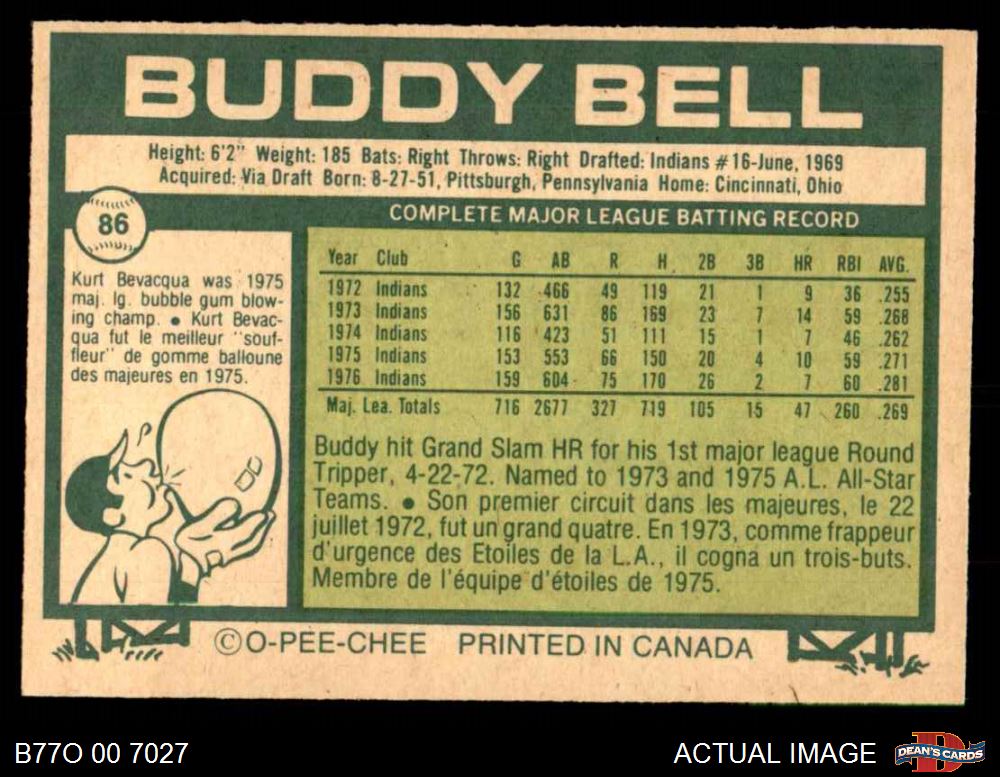 BUDDY BELL
Height: 6'2" Weight: 185 Bats: Right Throws: Right Drafted: Indians #16-June, 1969
Acquired: Via Draft Born: 8-27-51, Pittsburgh, Pennsylvania Home: Cincinnati, Ohio
86
Kurt Bevacqua was 1975
maj. lg. bubble gum blow-
ing champ. ● Kurt Bevac-
qua fut le meilleur "souf-
fleur" de gomme balloune
des majeures en 1975.
COMPLETE MAJOR LEAGUE BATTING RECORD
Year Club G AB R H 2B 3B HR RBI AVG.
1972 Indians 132 466 49 119 21 1 9 36 .255
1973 Indians 156 631 86 169 23 7 14 59 .268
1974 Indians 116 423 51 111 15 1 7 46 .262
1975 Indians 153 553 66 150 20 4 10 59 .271
1976 Indians 159 604 75 170 26 2 7 60 .281
Maj. Lea. Totals 716 2677 327 719 105 15 47 260 .269
Buddy hit Grand Slam HR for his 1st major league Round
Tripper, 4-22-72. Named to 1973 and 1975 A.L. All-Star
Teams. ● Son premier circuit dans les majeures, le 22
juillet 1972, fut un grand quatre. En 1973, comme frappeur
d'urgence des Etoiles de la L.A., il cogna un trois-buts.
Membre de l'équipe d'étoiles de 1975.
©O-PEE-CHEE PRINTED IN CANADA
B77O 00 7027
ACTUAL IMAGE
D
DEAN'S CARDS